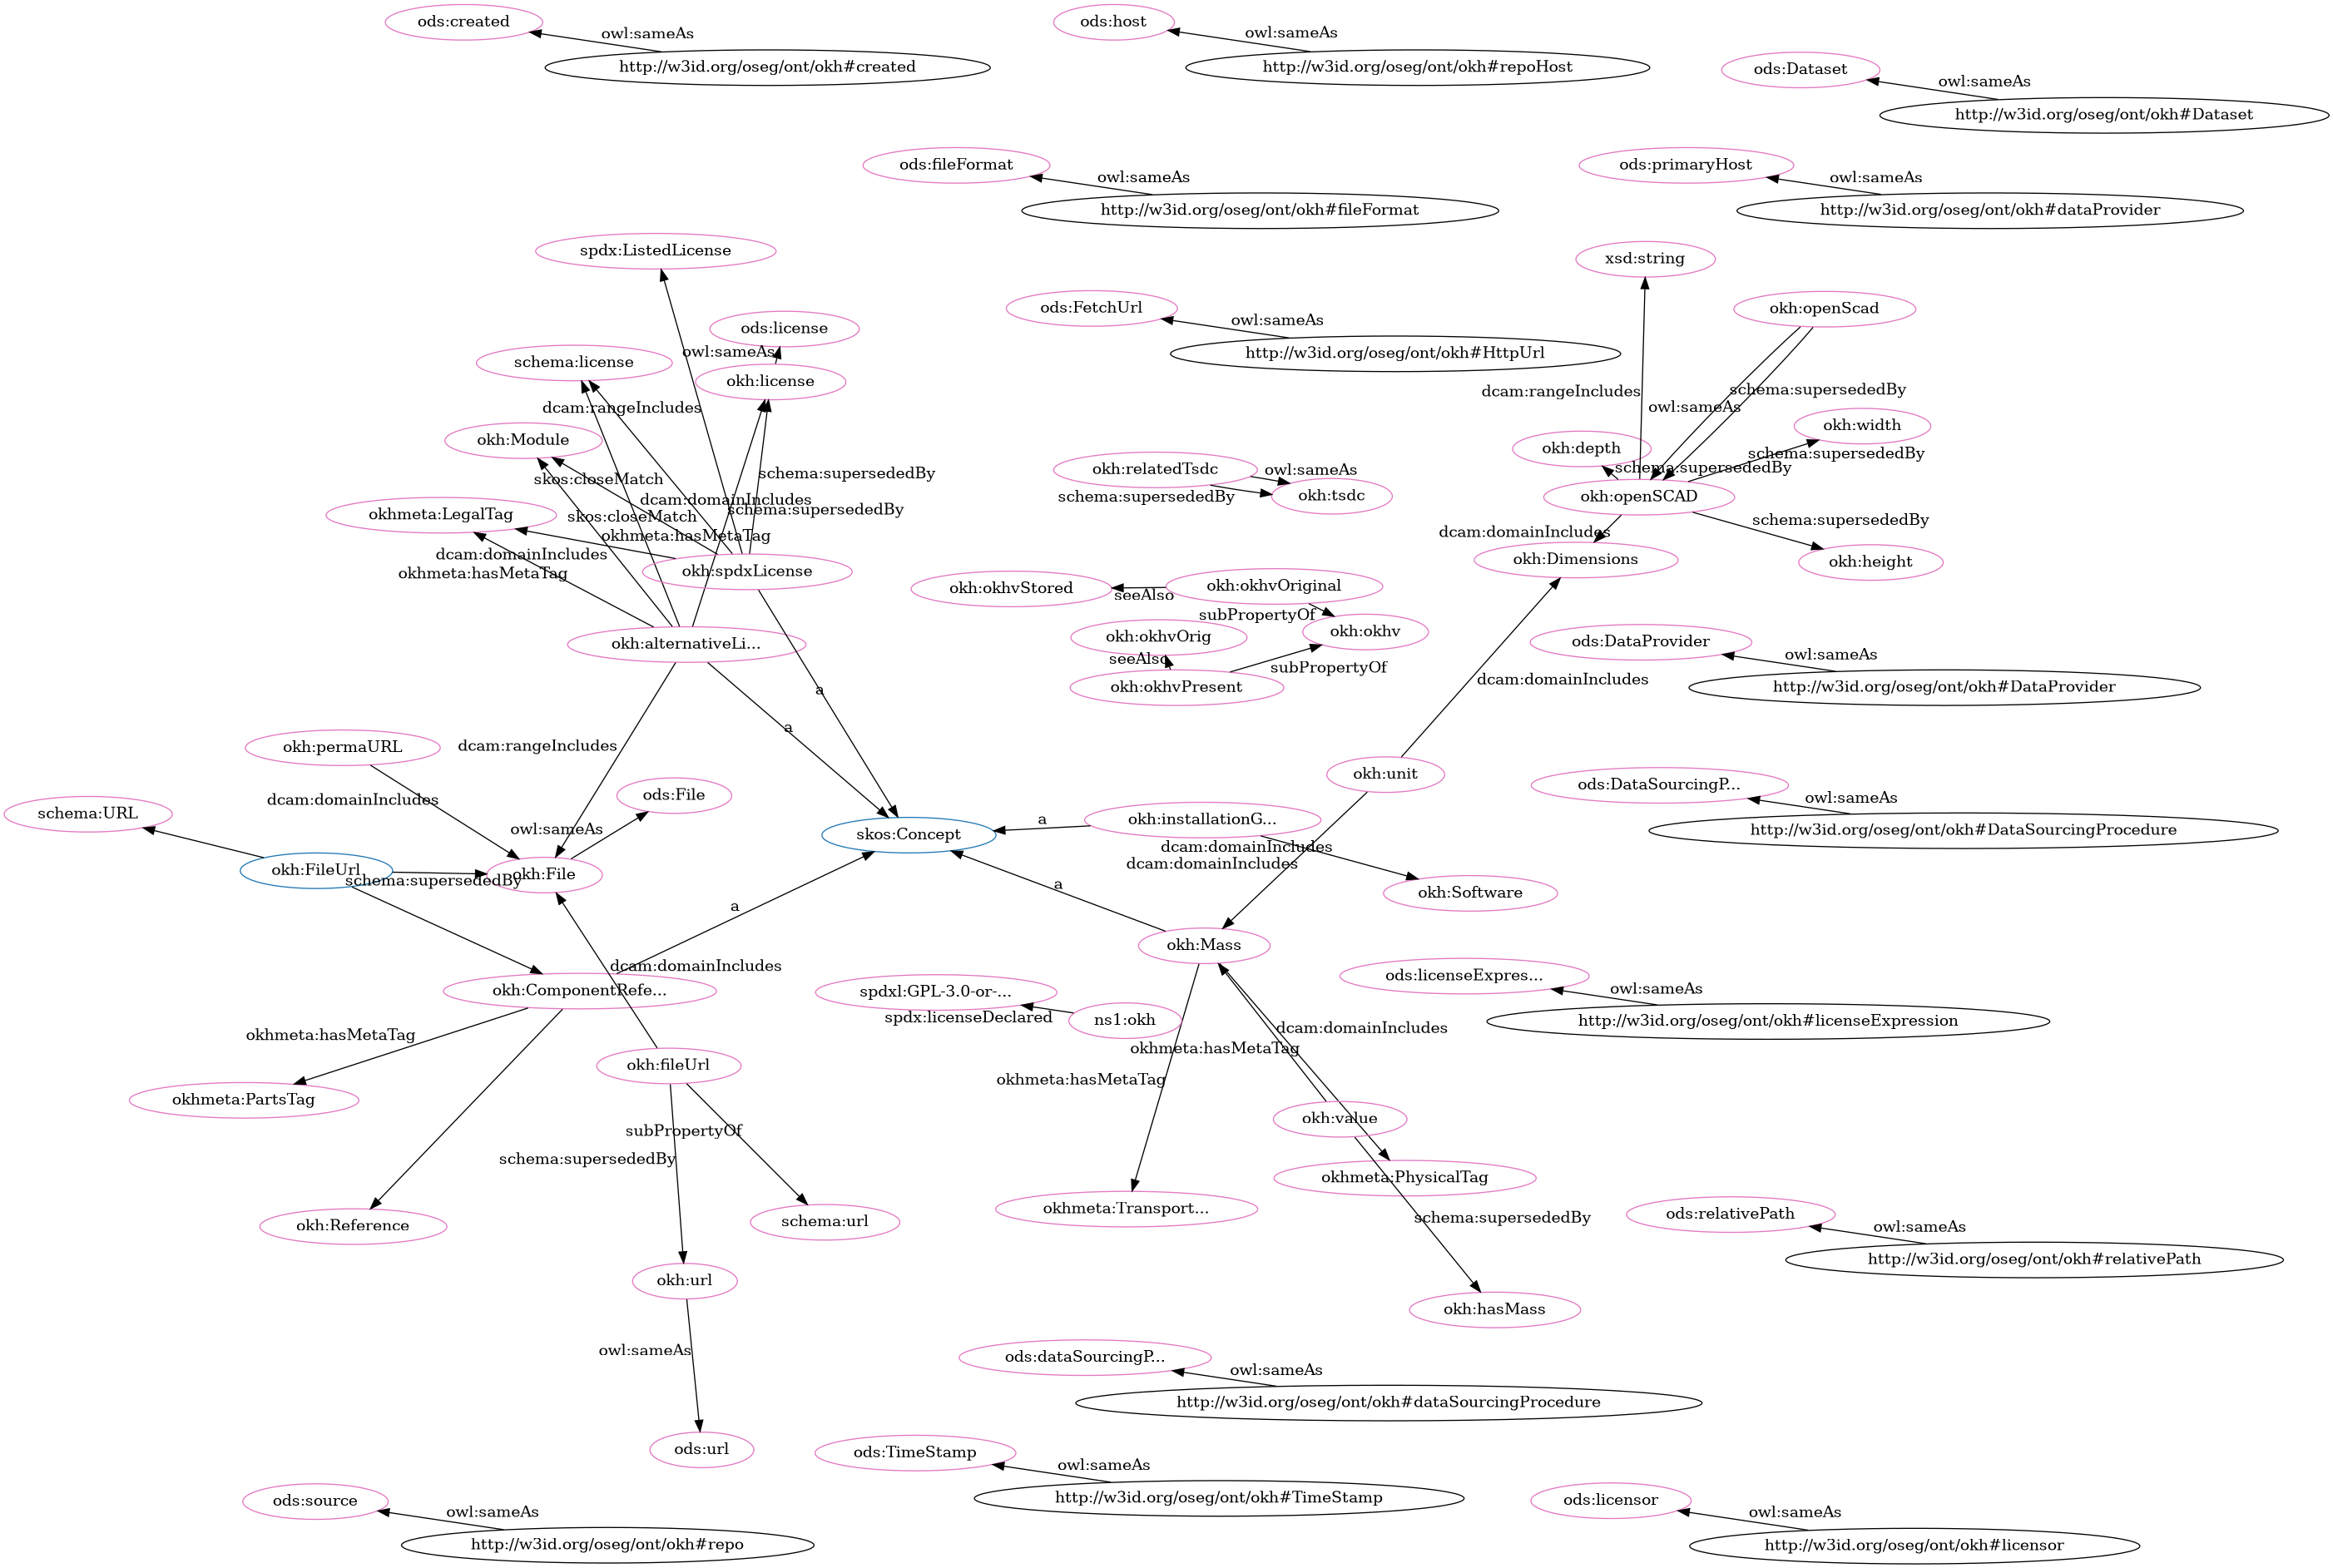 ods:created
owl:sameAs
http://w3id.org/oseg/ont/okh#created
ods:host
owl:sameAs
http://w3id.org/oseg/ont/okh#repoHost
ods:Dataset
owl:sameAs
http://w3id.org/oseg/ont/okh#Dataset
ods:fileFormat
owl:sameAs
http://w3id.org/oseg/ont/okh#fileFormat
ods:primaryHost
owl:sameAs
http://w3id.org/oseg/ont/okh#dataProvider
spdx:ListedLicense
xsd:string
ods:FetchUrl
owl:sameAs
http://w3id.org/oseg/ont/okh#HttpUrl
okh:openScad
ods:license
owl:sameAs
schema:license
okh:license
dcam:rangeIncludes
dcam:rangeIncludes
schema:supersededBy
owl:sameAs
okh:Module
okh:depth
okh:width
schema:supersededBy
schema:supersededBy
okh:relatedTsdc
owl:sameAs
schema:supersededBy
okh:tsdc
schema:supersededBy
skos:closeMatch
dcam:domainIncludes
schema:supersededBy
okh:openSCAD
okhmeta:LegalTag
skos:closeMatch
okhmeta:hasMetaTag
dcam:domainIncludes
schema:supersededBy
dcam:domainIncludes
okhmeta:hasMetaTag
okh:spdxLicense
okh:Dimensions
okh:height
okh:okhvStored
seeAlso
okh:okhvOriginal
subPropertyOf
okh:okhvOrig
okh:okhv
seeAlso
subPropertyOf
okh:okhvPresent
okh:alternativeLi...
ods:DataProvider
owl:sameAs
http://w3id.org/oseg/ont/okh#DataProvider
dcam:domainIncludes
a
a
okh:permaURL
dcam:rangeIncludes
okh:unit
ods:DataSourcingP...
owl:sameAs
http://w3id.org/oseg/ont/okh#DataSourcingProcedure
dcam:domainIncludes
ods:File
schema:URL
owl:sameAs
skos:Concept
a
okh:installationG...
dcam:domainIncludes
dcam:domainIncludes
okh:FileUrl
schema:supersededBy
okh:File
okh:Software
a
a
okh:Mass
dcam:domainIncludes
okh:ComponentRefe...
spdxl:GPL-3.0-or-...
spdx:licenseDeclared
ns1:okh
ods:licenseExpres...
owl:sameAs
http://w3id.org/oseg/ont/okh#licenseExpression
okhmeta:hasMetaTag
dcam:domainIncludes
okhmeta:hasMetaTag
okhmeta:hasMetaTag
okh:fileUrl
okhmeta:PartsTag
okh:value
subPropertyOf
schema:supersededBy
okhmeta:PhysicalTag
okhmeta:Transport...
schema:supersededBy
okh:Reference
schema:url
ods:relativePath
owl:sameAs
http://w3id.org/oseg/ont/okh#relativePath
okh:url
okh:hasMass
owl:sameAs
ods:dataSourcingP...
owl:sameAs
http://w3id.org/oseg/ont/okh#dataSourcingProcedure
ods:url
ods:TimeStamp
owl:sameAs
http://w3id.org/oseg/ont/okh#TimeStamp
ods:source
owl:sameAs
http://w3id.org/oseg/ont/okh#repo
ods:licensor
owl:sameAs
http://w3id.org/oseg/ont/okh#licensor